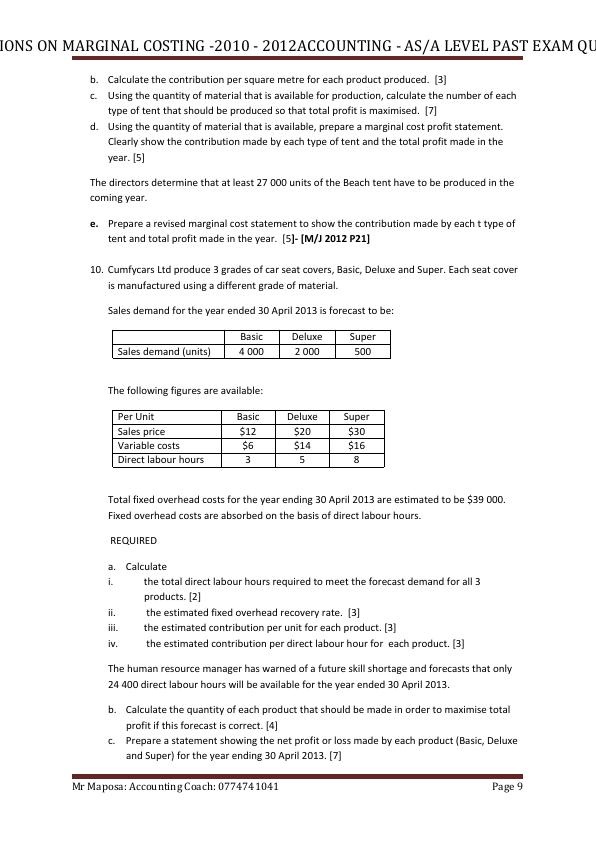 IONS ON MARGINAL COSTING -2010 - 2012ACCOUNTING - AS/A LEVEL PAST EXAM QU
b. Calculate the contribution per square metre for each product produced. [3]
c. Using the quantity of material that is available for production, calculate the number of each
type of tent that should be produced so that total profit is maximised. [7]
d. Using the quantity of material that is available, prepare a marginal cost profit statement.
Clearly show the contribution made by each type of tent and the total profit made in the
year. [5]
The directors determine that at least 27 000 units of the Beach tent have to be produced in the
coming year.
e. Prepare a revised marginal cost statement to show the contribution made by each t type of
tent and total profit made in the year. [5]- [M/J 2012 P21]
10. Cumfycars Ltd produce 3 grades of car seat covers, Basic, Deluxe and Super. Each seat cover
is manufactured using a different grade of material.
Sales demand for the year ended 30 April 2013 is forecast to be:
Basic Deluxe Super
Sales demand (units) 4 000 2 000 500
The following figures are available:
Per Unit Basic Deluxe Super
Sales price $12 $20 $30
Variable costs $6 $14 $16
Direct labour hours 3 5 8
Total fixed overhead costs for the year ending 30 April 2013 are estimated to be $39 000.
Fixed overhead costs are absorbed on the basis of direct labour hours.
REQUIRED
a. Calculate
i. the total direct labour hours required to meet the forecast demand for all 3
products. [2]
ii. the estimated fixed overhead recovery rate. [3]
iii. the estimated contribution per unit for each product. [3]
iv. the estimated contribution per direct labour hour for each product. [3]
The human resource manager has warned of a future skill shortage and forecasts that only
24 400 direct labour hours will be available for the year ended 30 April 2013.
b. Calculate the quantity of each product that should be made in order to maximise total
profit if this forecast is correct. [4]
c. Prepare a statement showing the net profit or loss made by each product (Basic, Deluxe
and Super) for the year ending 30 April 2013. [7]
Mr Maposa: Accounting Coach: 0774741041 Page 9